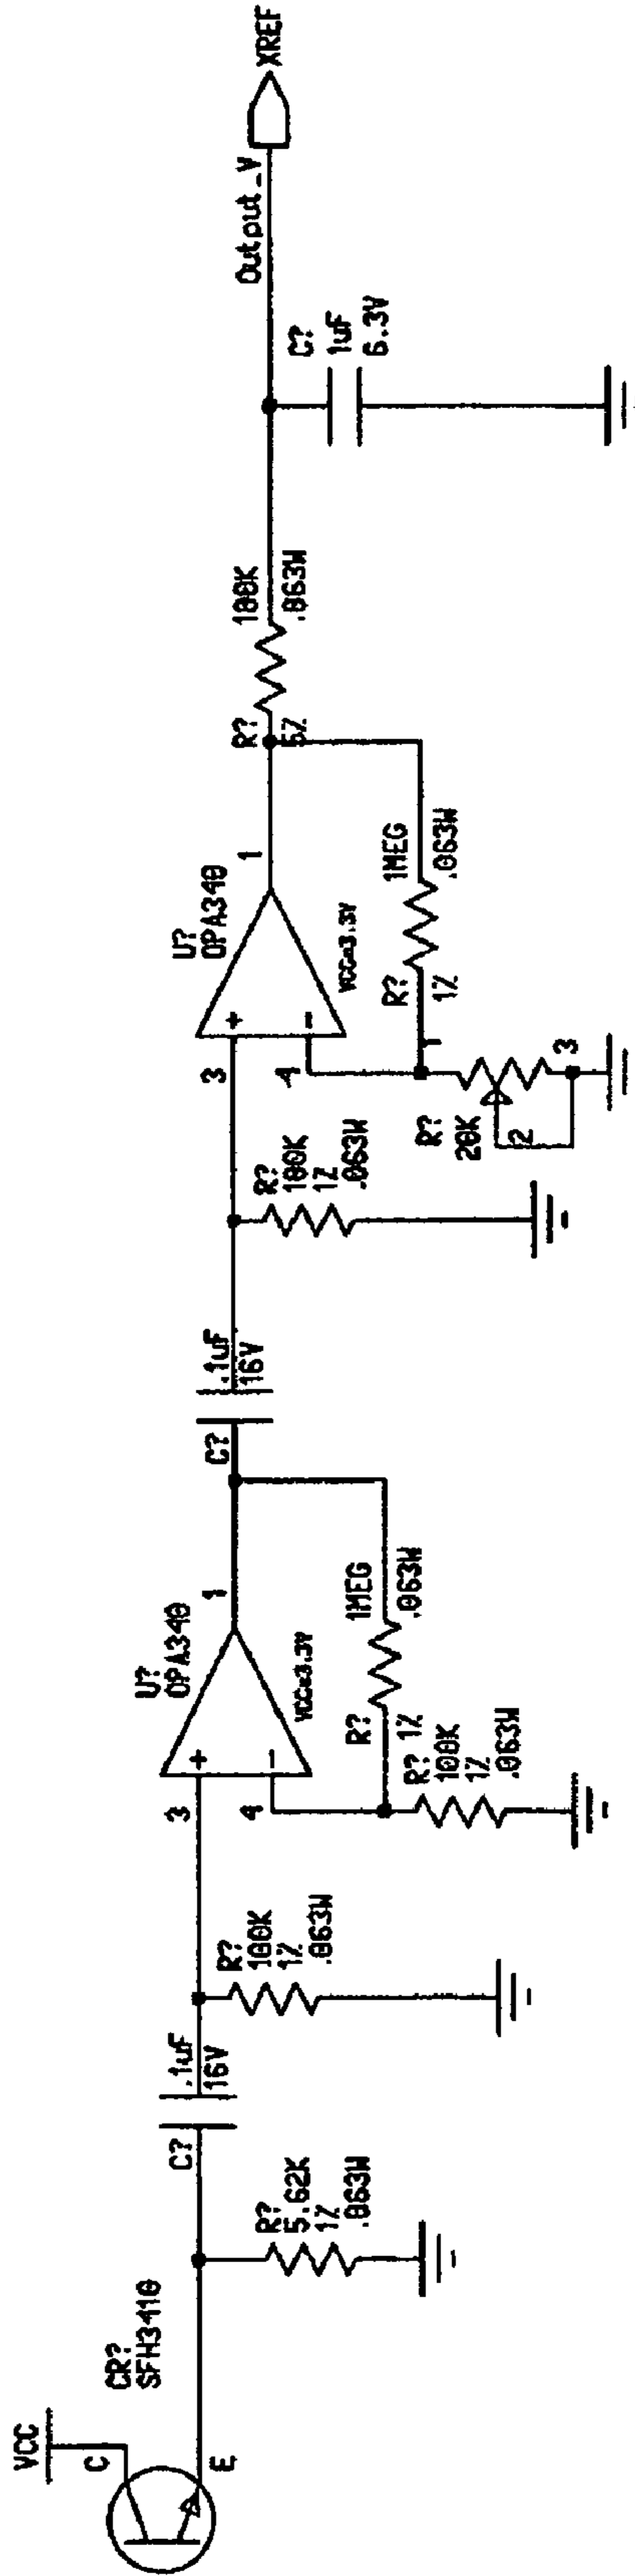 VCC
C
E
CR?
SFH3410
R?
5.62K
1%
.063W
C?
.1uF
16V
R?
100K
1%
.063W
3
4
U?
OPA340
VCC=3.3V
1
R?
1%
1MEG
.063W
R?
100K
1%
.063W
C?
.1uF
16V
R?
100K
1%
.063W
3
4
U?
OPA340
VCC=3.3V
1
R?
1%
1MEG
.063W
1
R?
20K
2
3
R?
5%
100K
.063W
C?
1uF
6.3V
Output_V
XREF